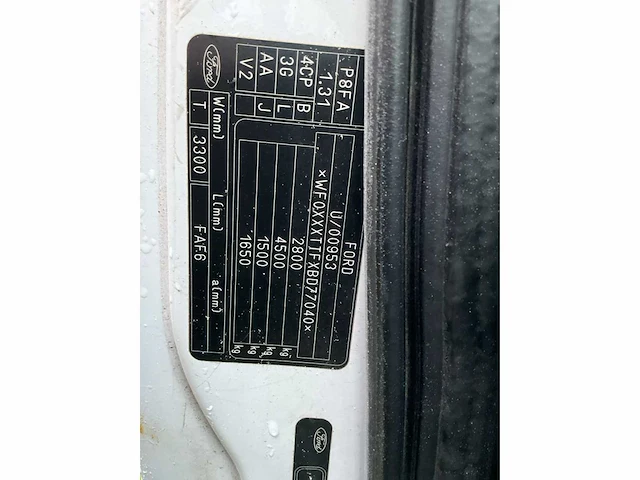 P8FA
FORD
1.31
U/00953
×WF0XXXTTFXBD77040×
4CP B
2800 kg
3G L
4500 kg
AA J
1500 kg
V2
1650 kg
Ford
W(mm) L(mm) a(mm)
T 3300 FAF6
Ford